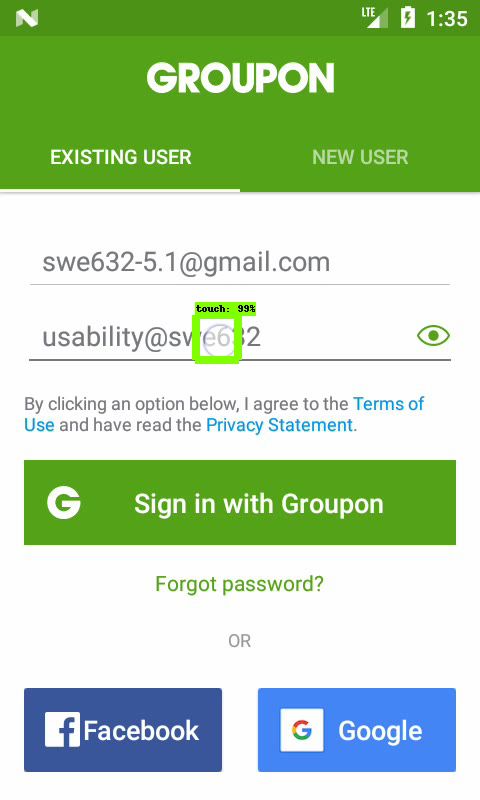 LTE 1:35
GROUPON
EXISTING USER NEW USER
swe632-5.1@gmail.com
touch: 99%
usability@swe632
By clicking an option below, I agree to the Terms of
Use and have read the Privacy Statement.
G Sign in with Groupon
Forgot password?
OR
f Facebook G Google